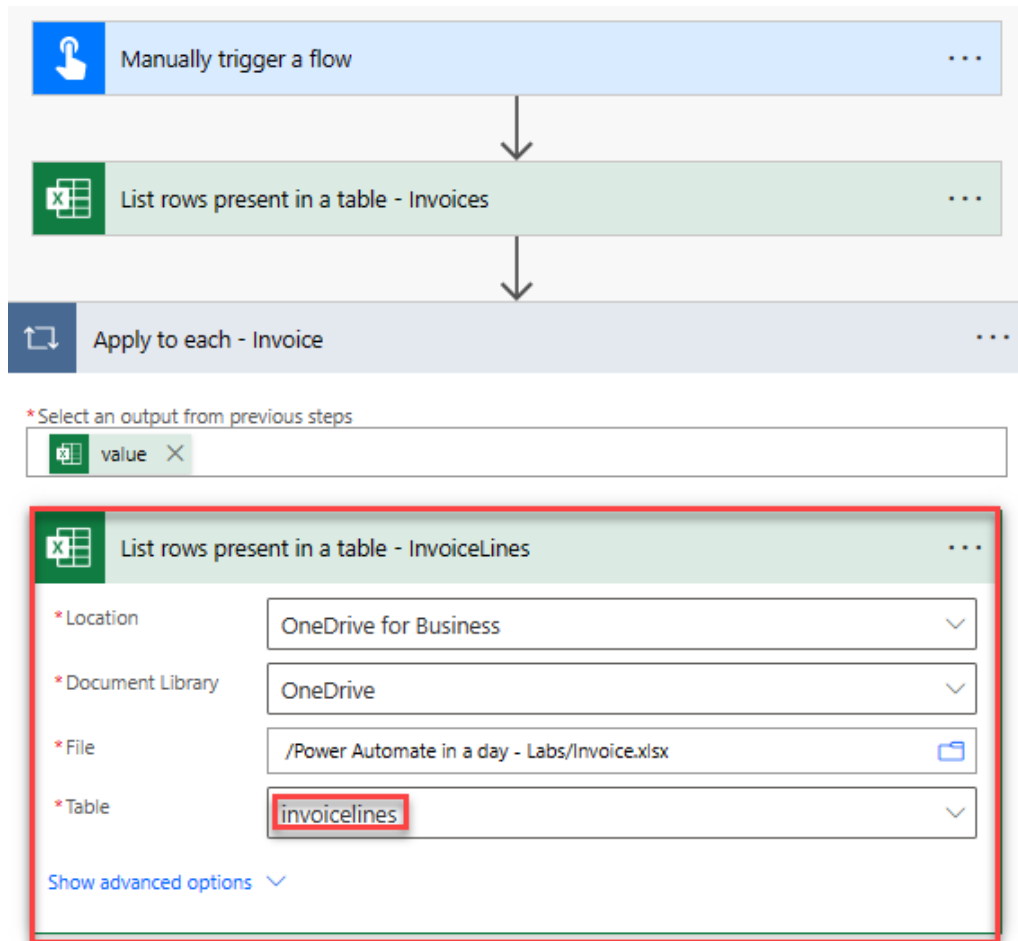 Manually trigger a flow
List rows present in a table - Invoices
Apply to each - Invoice
*Select an output from previous steps
value
List rows present in a table - InvoiceLines
*Location
OneDrive for Business
*Document Library
OneDrive
*File
/Power Automate in a day - Labs/Invoice.xlsx
*Table
invoicelines
Show advanced options